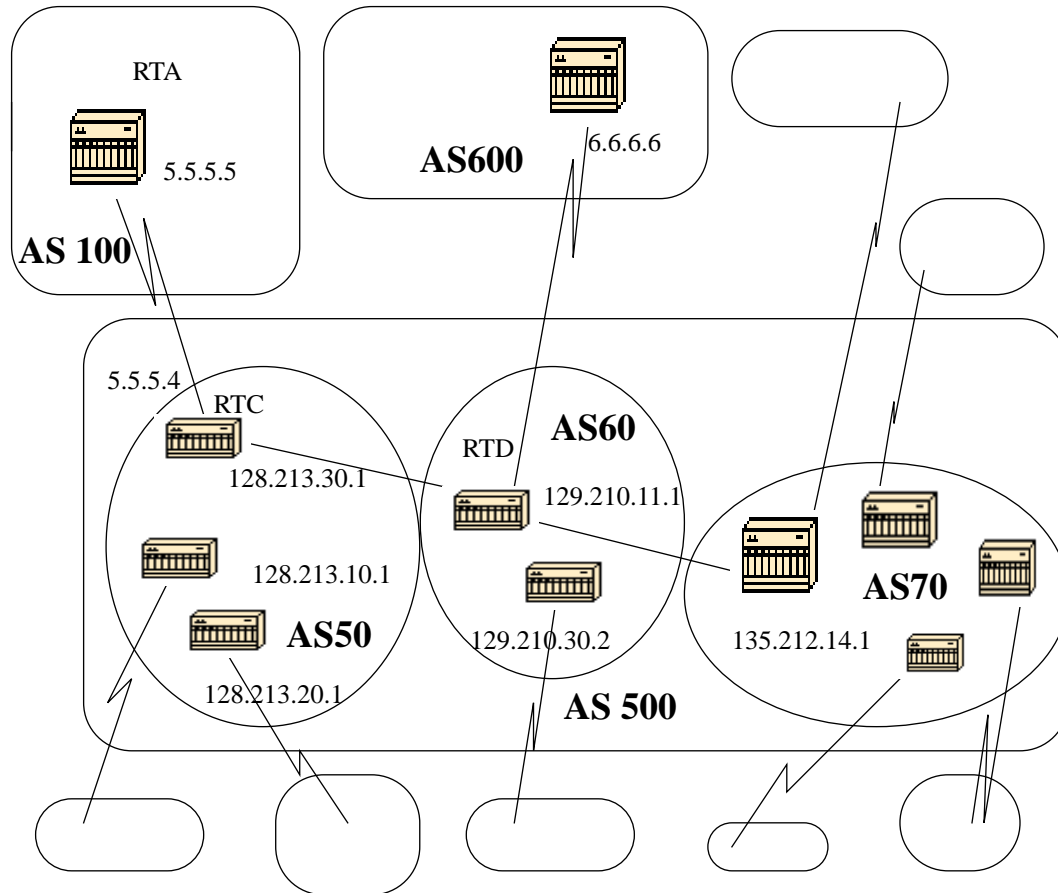 RTA
5.5.5.5
AS 100
AS600
6.6.6.6
5.5.5.4
RTC
128.213.30.1
128.213.10.1
AS50
128.213.20.1
RTD
AS60
129.210.11.1
129.210.30.2
AS70
135.212.14.1
AS 500